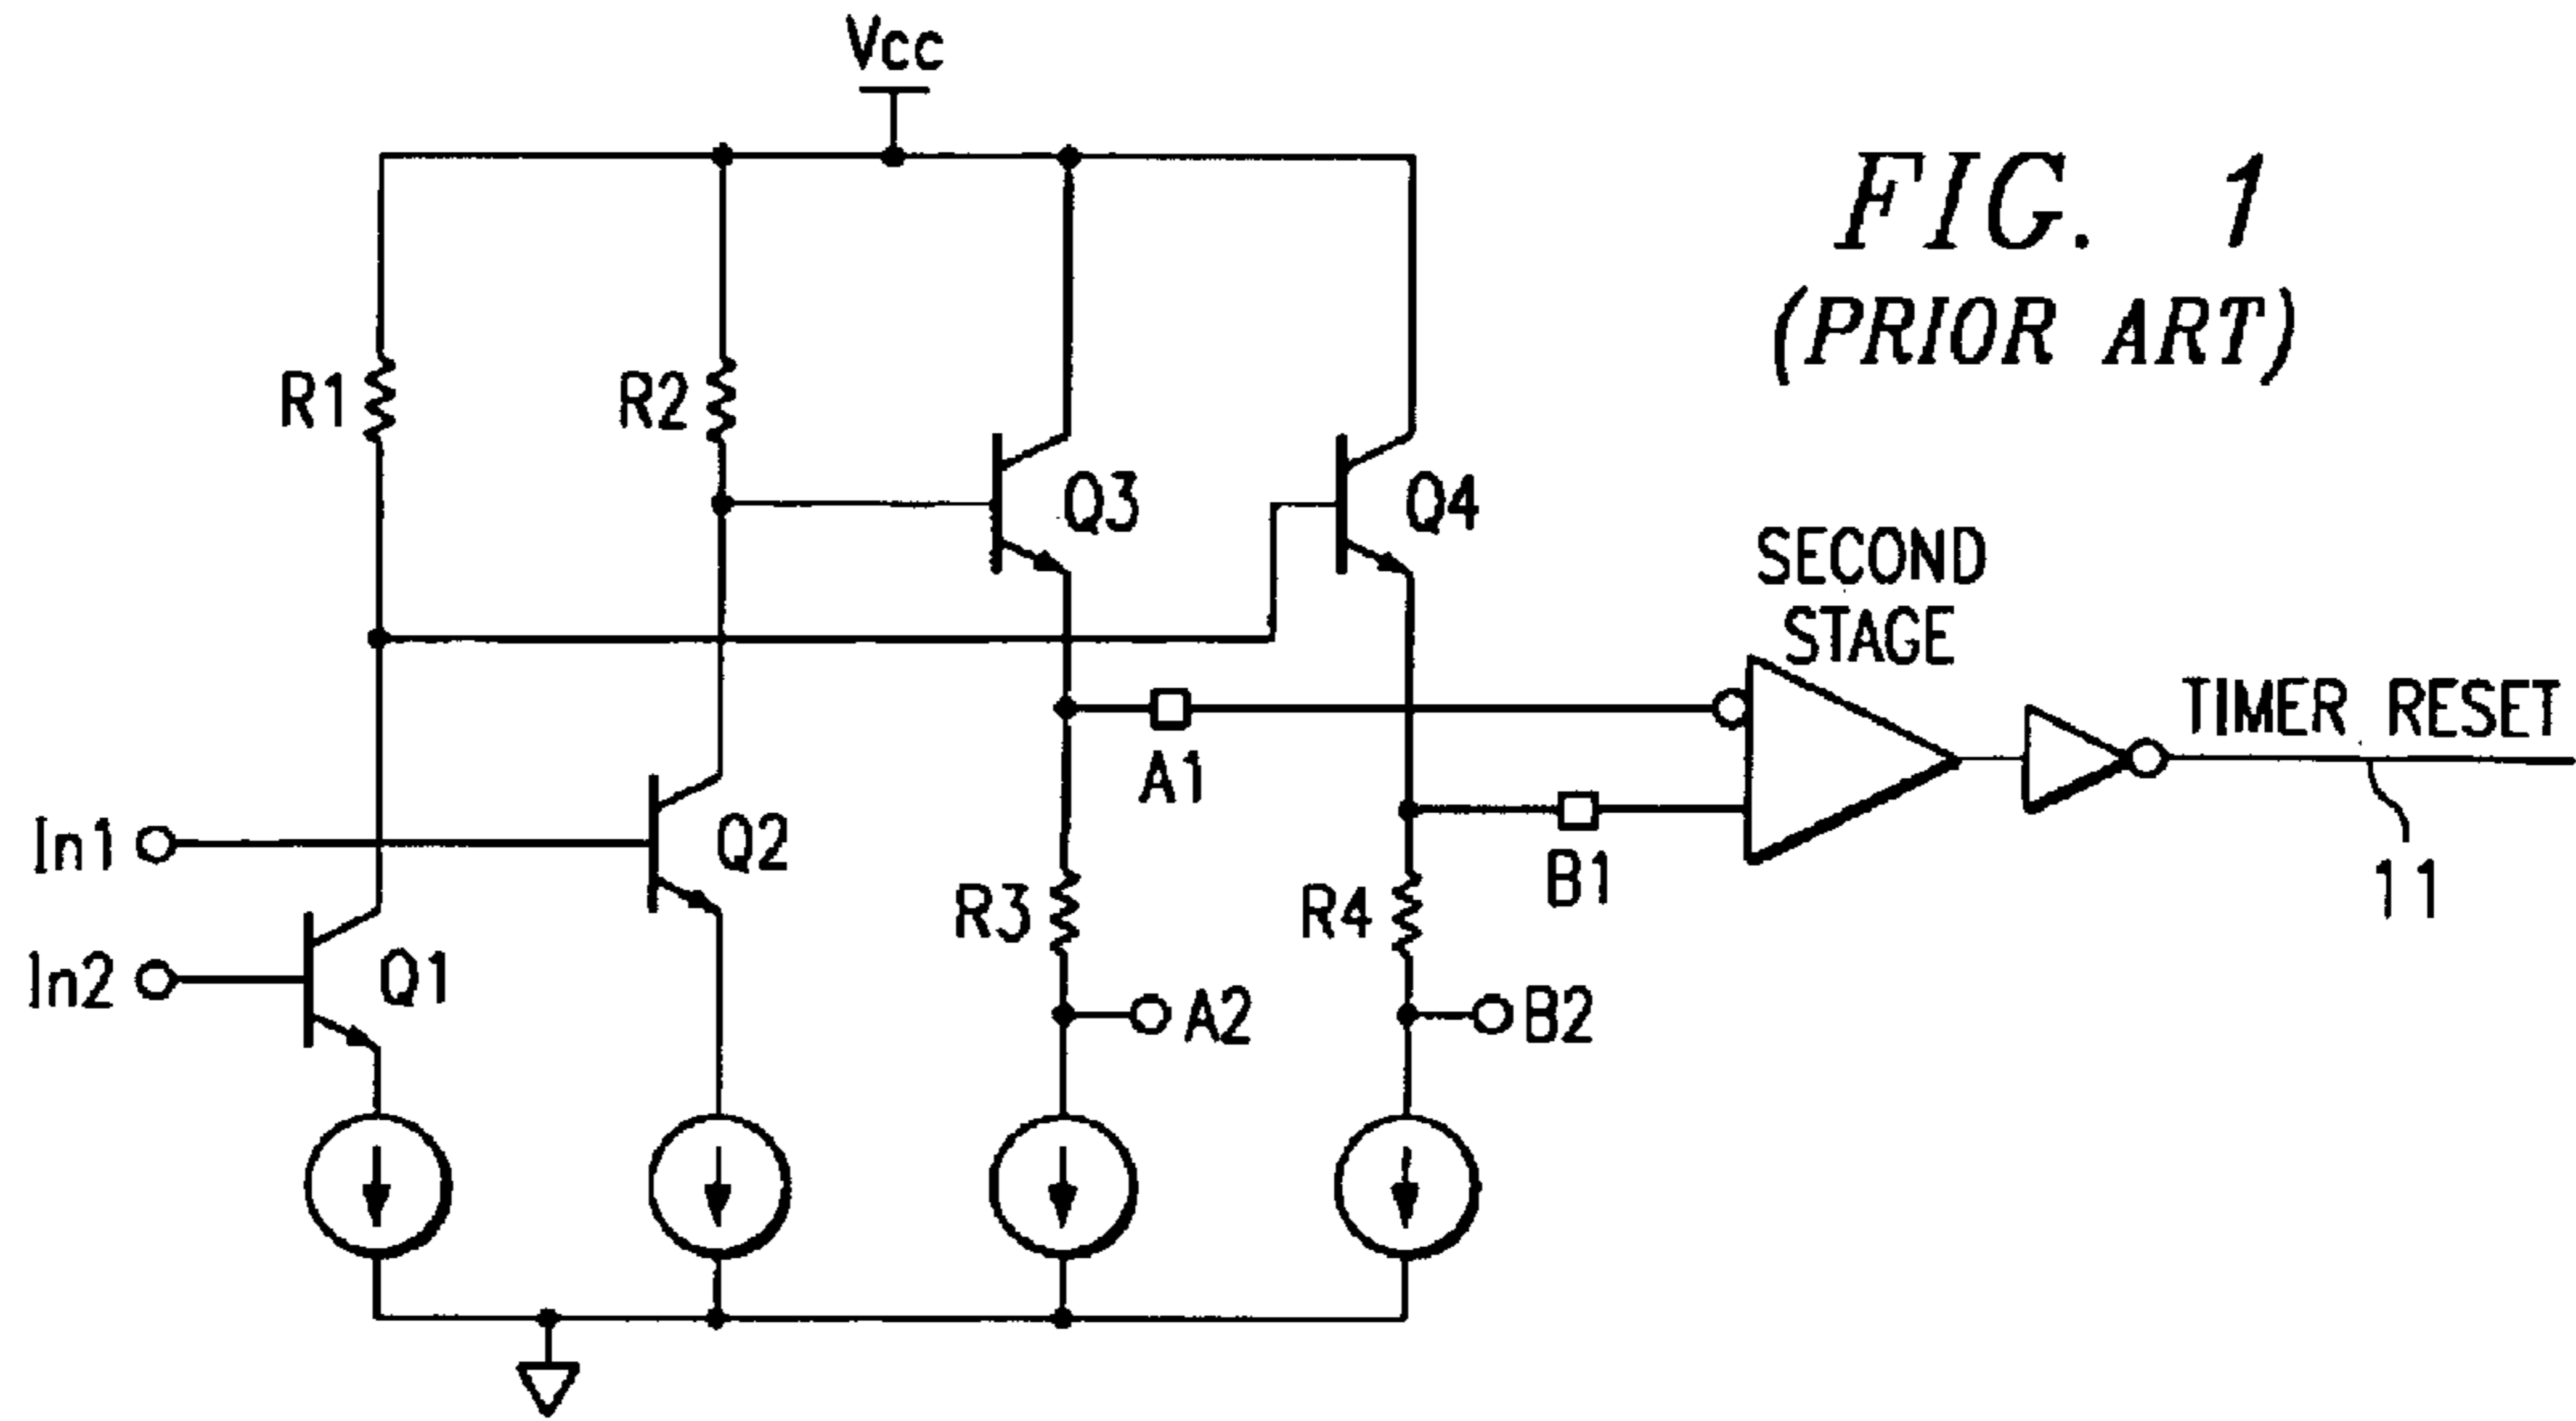 Vcc
FIG. 1
(PRIOR ART)
R1
R2
Q3
Q4
SECOND
STAGE
TIMER RESET
A1
In1
Q2
B1
11
R3
R4
In2
Q1
A2
B2